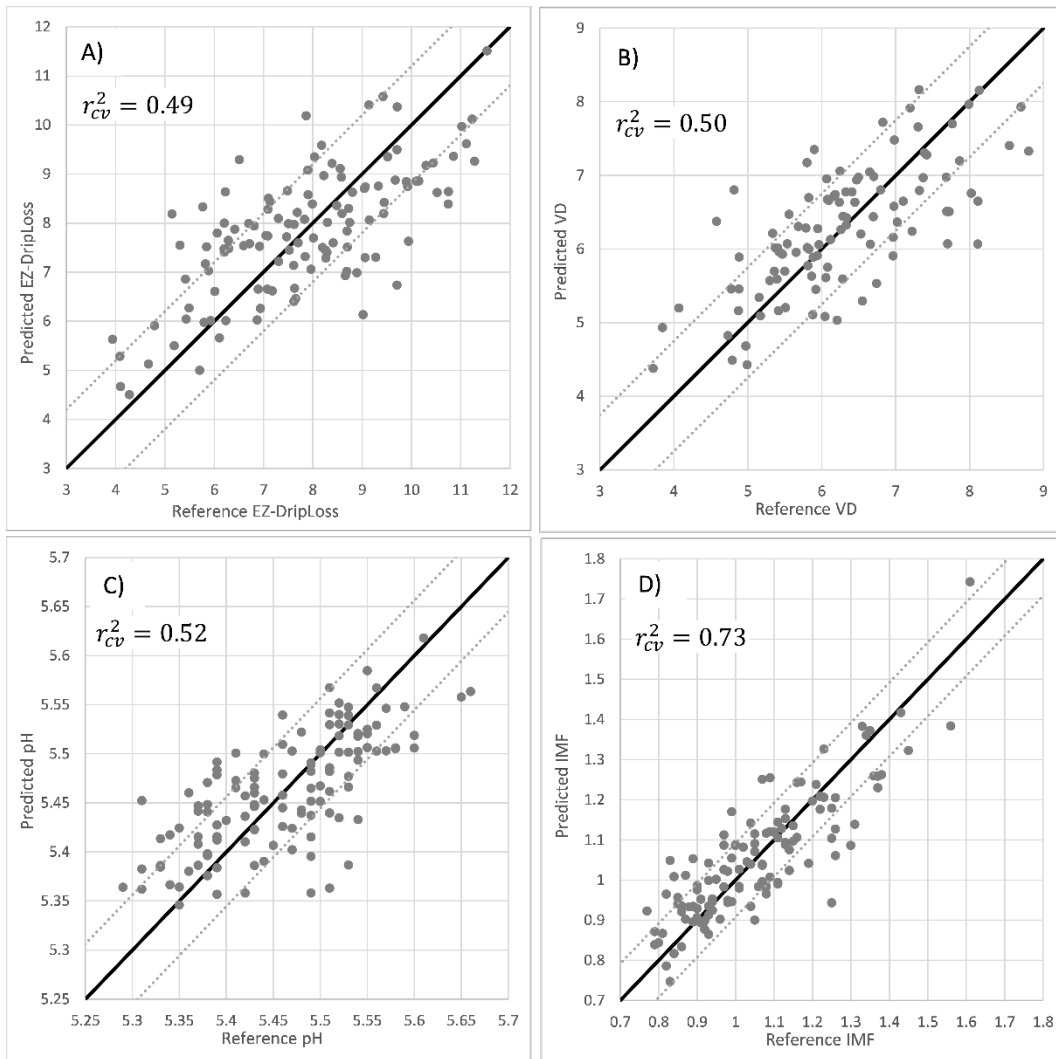 A)
r²cv = 0.49
12
11
10
9
8
7
6
5
4
3
Predicted EZ-DripLoss
3 4 5 6 7 8 9 10 11 12
Reference EZ-DripLoss
B)
r²cv = 0.50
9
8
7
6
5
4
3
Predicted VD
3 4 5 6 7 8 9
Reference VD
C)
r²cv = 0.52
5.7
5.65
5.6
5.55
5.5
5.45
5.4
5.35
5.3
5.25
Predicted pH
5.25 5.3 5.35 5.4 5.45 5.5 5.55 5.6 5.65 5.7
Reference pH
D)
r²cv = 0.73
1.8
1.7
1.6
1.5
1.4
1.3
1.2
1.1
1
0.9
0.8
0.7
Predicted IMF
0.7 0.8 0.9 1 1.1 1.2 1.3 1.4 1.5 1.6 1.7 1.8
Reference IMF